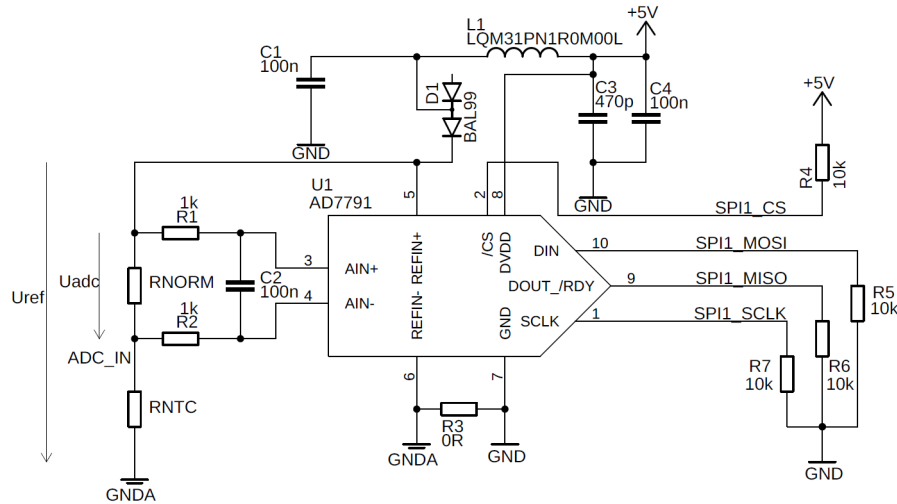 L1
LQM31PN1R0M00L
+5V
C1
100n
D1
BAL99
C3
470p
C4
100n
+5V
GND
GND
R4
10k
U1
AD7791
5
2
8
SPI1_CS
1k
R1
3
AIN+
REFIN+
/CS
DVDD
DIN
10
SPI1_MOSI
Uref
Uadc
RNORM
C2
100n
4
AIN-
REFIN-
DOUT_/RDY
9
SPI1_MISO
R5
10k
1k
R2
GND
SCLK
1
SPI1_SCLK
ADC_IN
RNTC
6
7
R7
10k
R6
10k
R3
0R
GNDA
GND
GND
GNDA